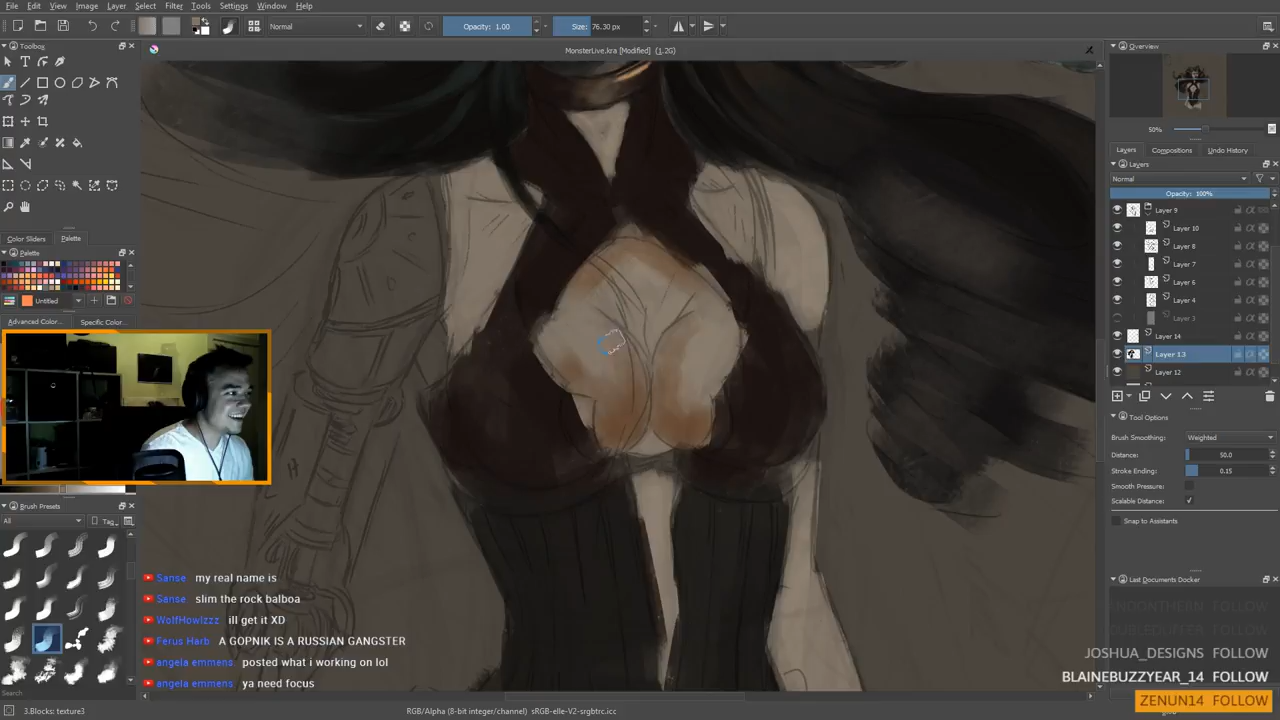 File Edit View Image Layer Select Filter Tools Settings Window Help
Normal Opacity: 1.00 Size: 76.30 px
MonsterLive.kra [Modified] (1.2G)
Toolbox
Overview
50%
Layers Compositions Undo History
Layers
Normal
Opacity: 100%
Layer 9
Layer 10
Layer 8
Layer 7
Layer 6
Layer 4
Layer 3
Layer 14
Layer 13
Layer 12
Color Sliders Palette
Palette
Untitled
Advanced Color... Specific Color...
Tool Options
Brush Smoothing: Weighted
Distance: 50.0
Stroke Ending: 0.15
Smooth Pressure:
Scalable Distance:
Snap to Assistants
Brush Presets
All Tag
Search
Sanse my real name is
Sanse slim the rock balboa
WolfHowlzzz ill get it XD
Ferus Harb A GOPNIK IS A RUSSIAN GANGSTER
angela emmens posted what i working on lol
angela emmens ya need focus
Last Documents Docker
FOLLOW
FOLLOW
JOSHUA_DESIGNS FOLLOW
BLAINEBUZZYEAR_14 FOLLOW
ZENUN14 FOLLOW
3.Blocks: texture3
RGB/Alpha (8-bit integer/channel) sRGB-elle-V2-srgbtrc.icc